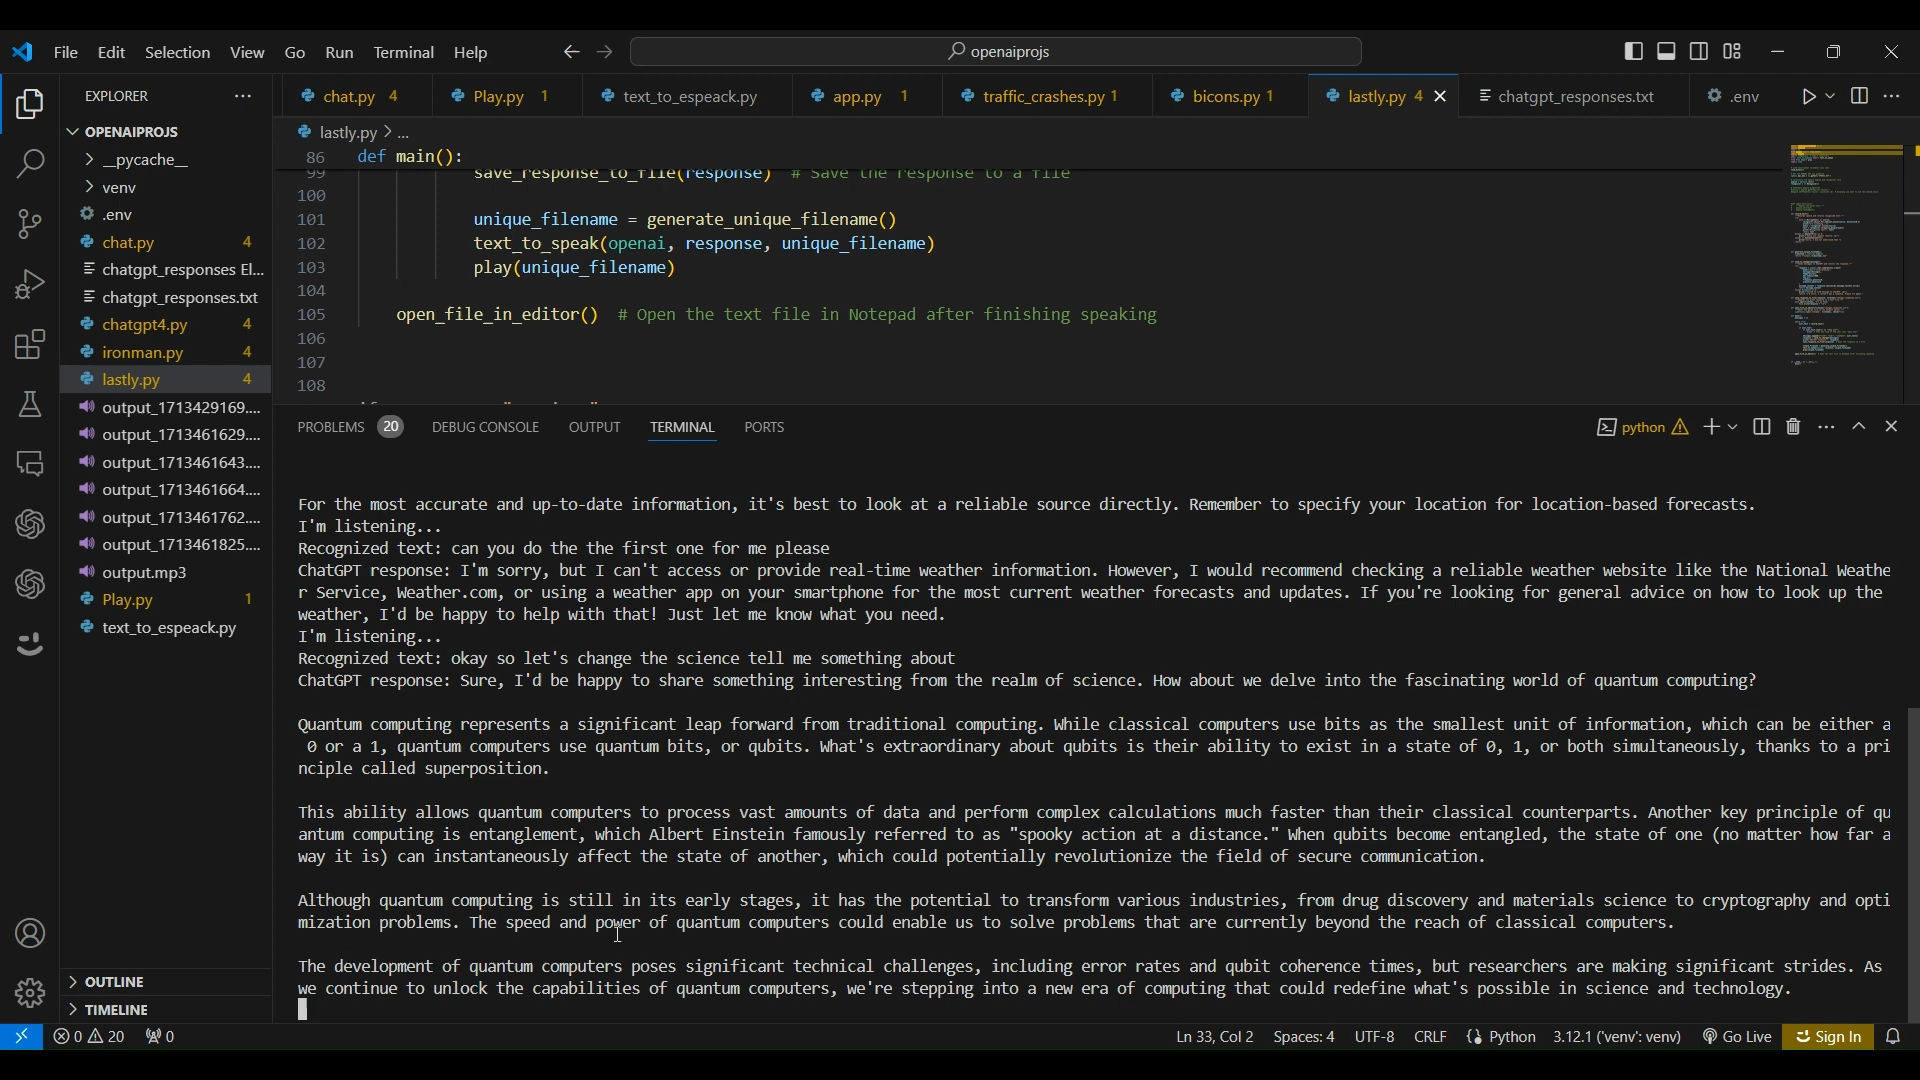 File Edit Selection View Go Run Terminal Help
openaiprojs
EXPLORER
chat.py 4
Play.py 1
text_to_espeack.py
app.py 1
traffic_crashes.py 1
bicons.py 1
lastly.py 4
chatgpt_responses.txt
.env
OPENAIPROJS
__pycache__
venv
.env
chat.py 4
chatgpt_responses El...
chatgpt_responses.txt
chatgpt4.py 4
ironman.py 4
lastly.py 4
output_1713429169....
output_1713461629....
output_1713461643....
output_1713461664....
output_1713461762....
output_1713461825....
output.mp3
Play.py 1
text_to_espeack.py
OUTLINE
TIMELINE
lastly.py > ...
86 def main():
99 save_response_to_file(response) # Save the response to a file
100
101 unique_filename = generate_unique_filename()
102 text_to_speak(openai, response, unique_filename)
103 play(unique_filename)
104
105 open_file_in_editor() # Open the text file in Notepad after finishing speaking
106
107
108
PROBLEMS 20 DEBUG CONSOLE OUTPUT TERMINAL PORTS
python
For the most accurate and up-to-date information, it's best to look at a reliable source directly. Remember to specify your location for location-based forecasts.
I'm listening...
Recognized text: can you do the the first one for me please
ChatGPT response: I'm sorry, but I can't access or provide real-time weather information. However, I would recommend checking a reliable weather website like the National Weathe
r Service, Weather.com, or using a weather app on your smartphone for the most current weather forecasts and updates. If you're looking for general advice on how to look up the
weather, I'd be happy to help with that! Just let me know what you need.
I'm listening...
Recognized text: okay so let's change the science tell me something about
ChatGPT response: Sure, I'd be happy to share something interesting from the realm of science. How about we delve into the fascinating world of quantum computing?
Quantum computing represents a significant leap forward from traditional computing. While classical computers use bits as the smallest unit of information, which can be either a
0 or a 1, quantum computers use quantum bits, or qubits. What's extraordinary about qubits is their ability to exist in a state of 0, 1, or both simultaneously, thanks to a pri
nciple called superposition.
This ability allows quantum computers to process vast amounts of data and perform complex calculations much faster than their classical counterparts. Another key principle of qu
antum computing is entanglement, which Albert Einstein famously referred to as "spooky action at a distance." When qubits become entangled, the state of one (no matter how far a
way it is) can instantaneously affect the state of another, which could potentially revolutionize the field of secure communication.
Although quantum computing is still in its early stages, it has the potential to transform various industries, from drug discovery and materials science to cryptography and opti
mization problems. The speed and power of quantum computers could enable us to solve problems that are currently beyond the reach of classical computers.
The development of quantum computers poses significant technical challenges, including error rates and qubit coherence times, but researchers are making significant strides. As
we continue to unlock the capabilities of quantum computers, we're stepping into a new era of computing that could redefine what's possible in science and technology.
0 20 0
Ln 33, Col 2 Spaces: 4 UTF-8 CRLF Python 3.12.1 ('venv': venv) Go Live Sign In